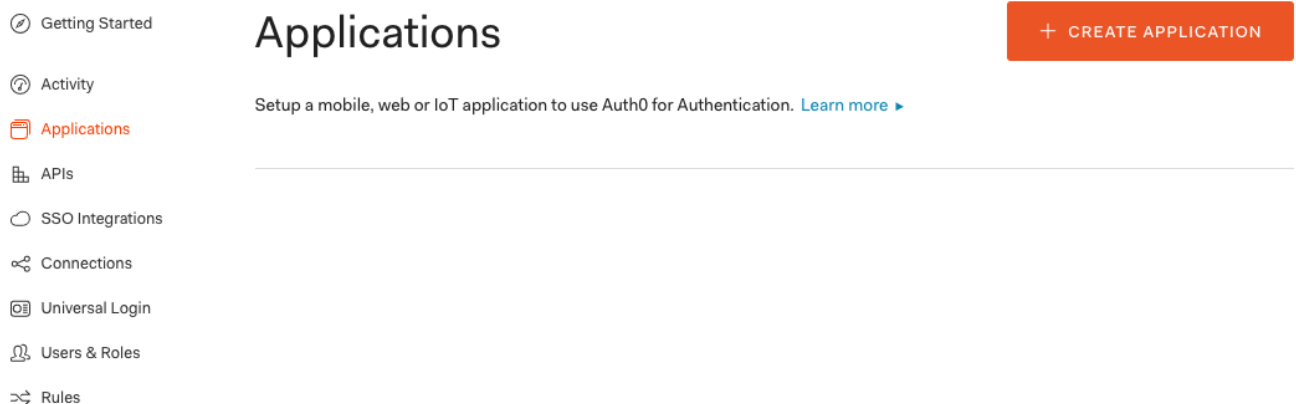 Getting Started
Activity
Applications
APIs
SSO Integrations
Connections
Universal Login
Users & Roles
Rules
Applications
+ CREATE APPLICATION
Setup a mobile, web or IoT application to use Auth0 for Authentication. Learn more ▸